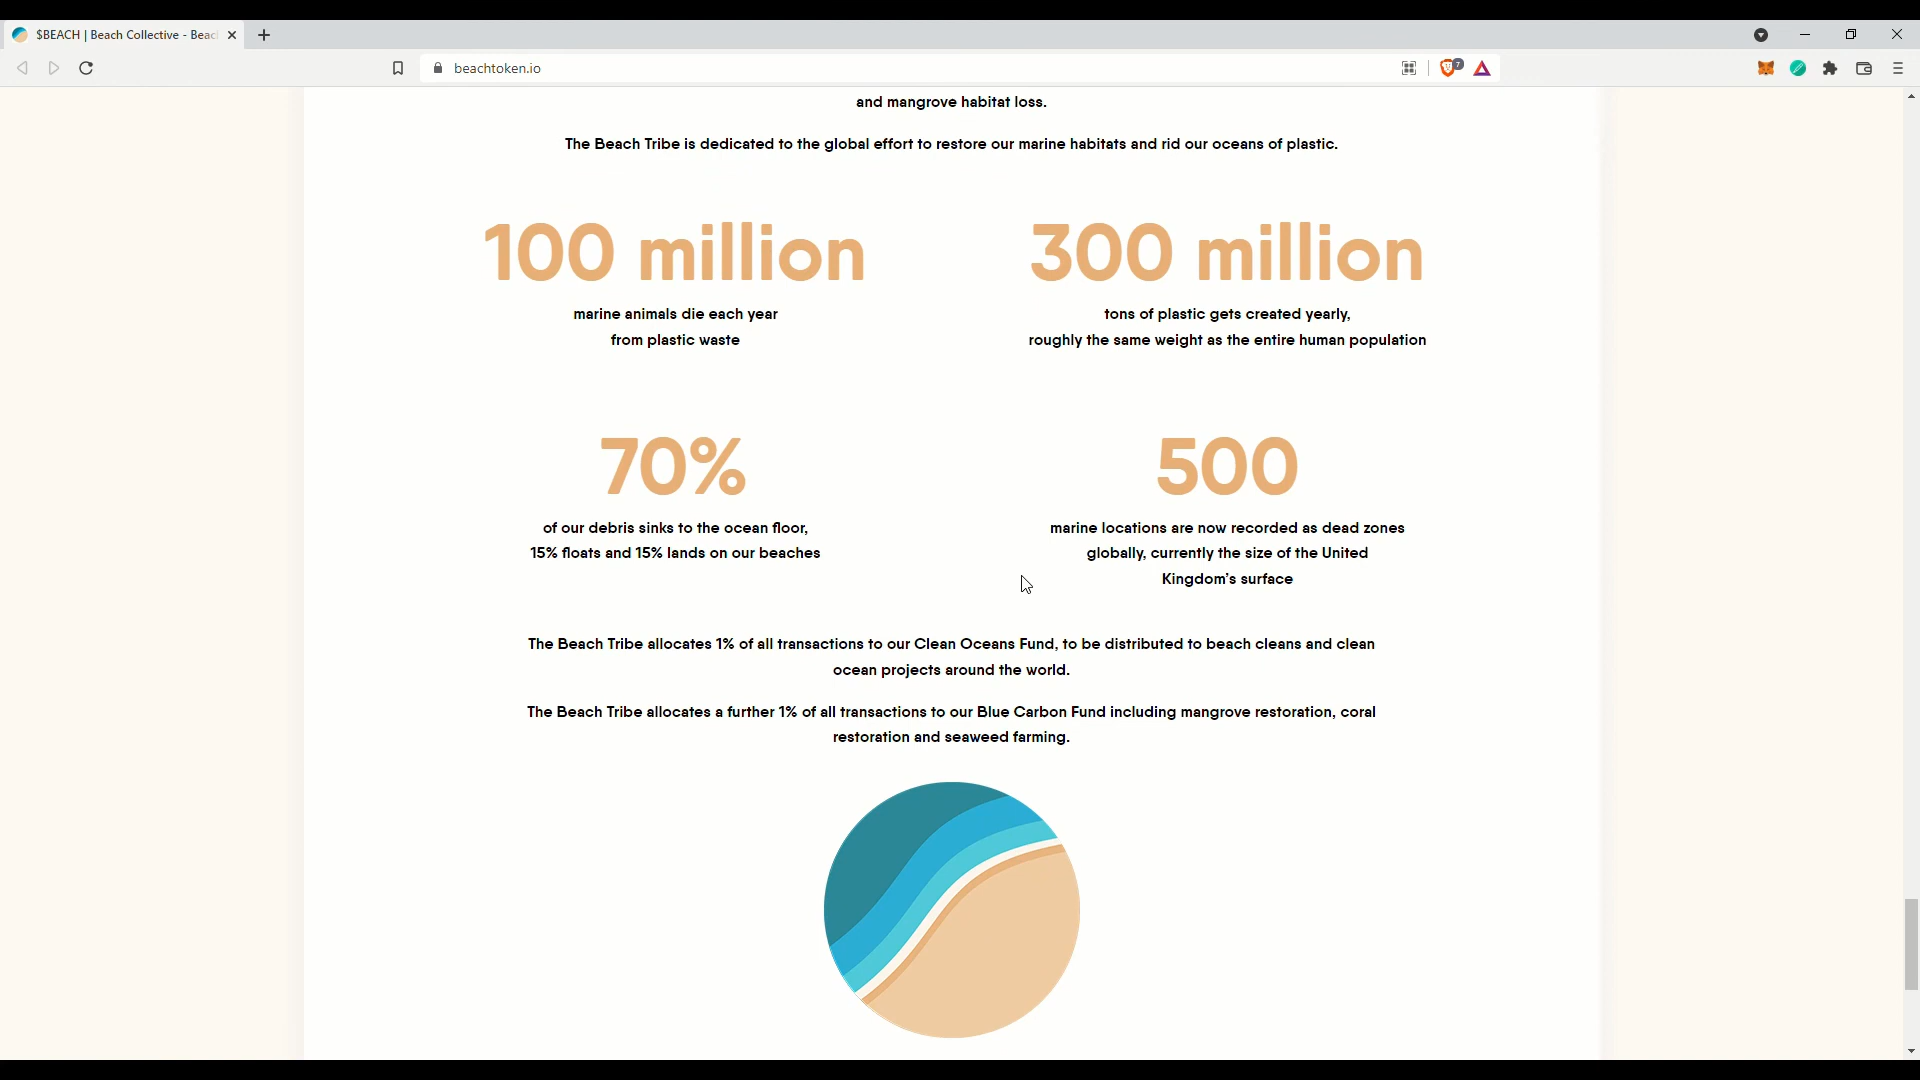 $BEACH | Beach Collective - Beac
beachtoken.io
7
and mangrove habitat loss.
The Beach Tribe is dedicated to the global effort to restore our marine habitats and rid our oceans of plastic.
100 million
marine animals die each year
from plastic waste
300 million
tons of plastic gets created yearly,
roughly the same weight as the entire human population
70%
of our debris sinks to the ocean floor,
15% floats and 15% lands on our beaches
500
marine locations are now recorded as dead zones
globally, currently the size of the United
Kingdom's surface
The Beach Tribe allocates 1% of all transactions to our Clean Oceans Fund, to be distributed to beach cleans and clean
ocean projects around the world.
The Beach Tribe allocates a further 1% of all transactions to our Blue Carbon Fund including mangrove restoration, coral
restoration and seaweed farming.